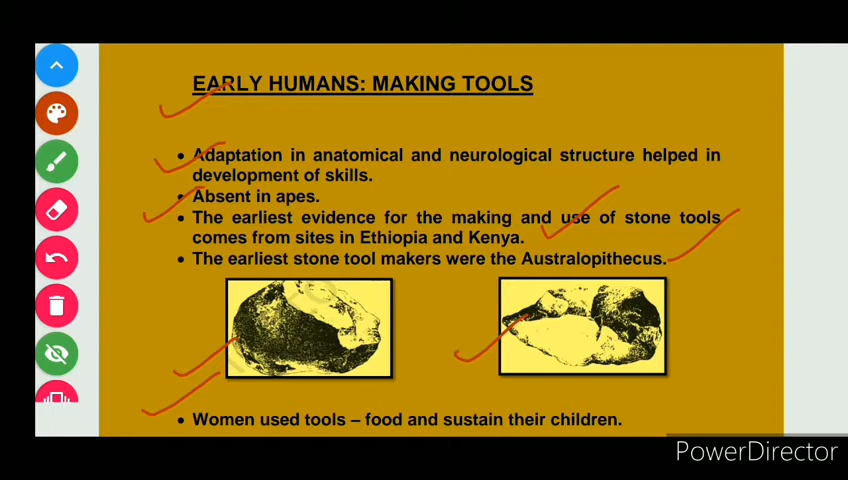 EARLY HUMANS: MAKING TOOLS
• Adaptation in anatomical and neurological structure helped in
development of skills.
• Absent in apes.
• The earliest evidence for the making and use of stone tools
comes from sites in Ethiopia and Kenya.
• The earliest stone tool makers were the Australopithecus.
• Women used tools – food and sustain their children.
PowerDirector